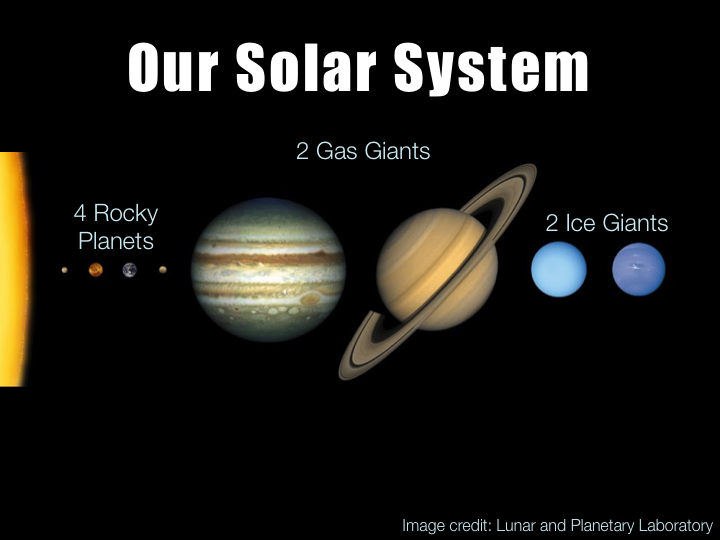 Our Solar System
2 Gas Giants
4 Rocky
Planets
2 Ice Giants
Image credit: Lunar and Planetary Laboratory